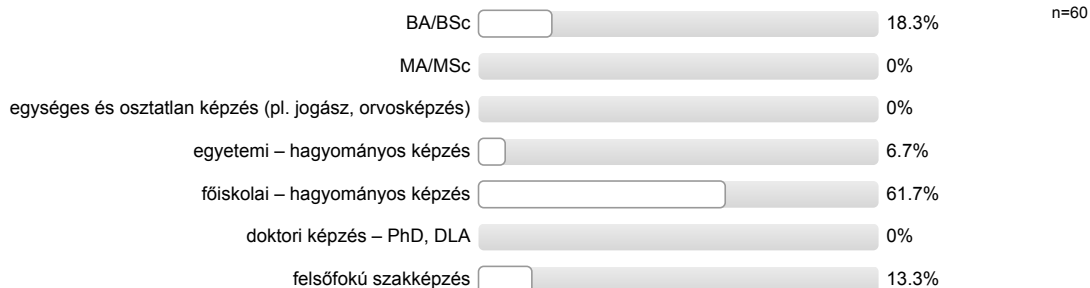 BA/BSc 18.3% n=60
MA/MSc 0%
egységes és osztatlan képzés (pl. jogász, orvosképzés) 0%
egyetemi – hagyományos képzés 6.7%
főiskolai – hagyományos képzés 61.7%
doktori képzés – PhD, DLA 0%
felsőfokú szakképzés 13.3%